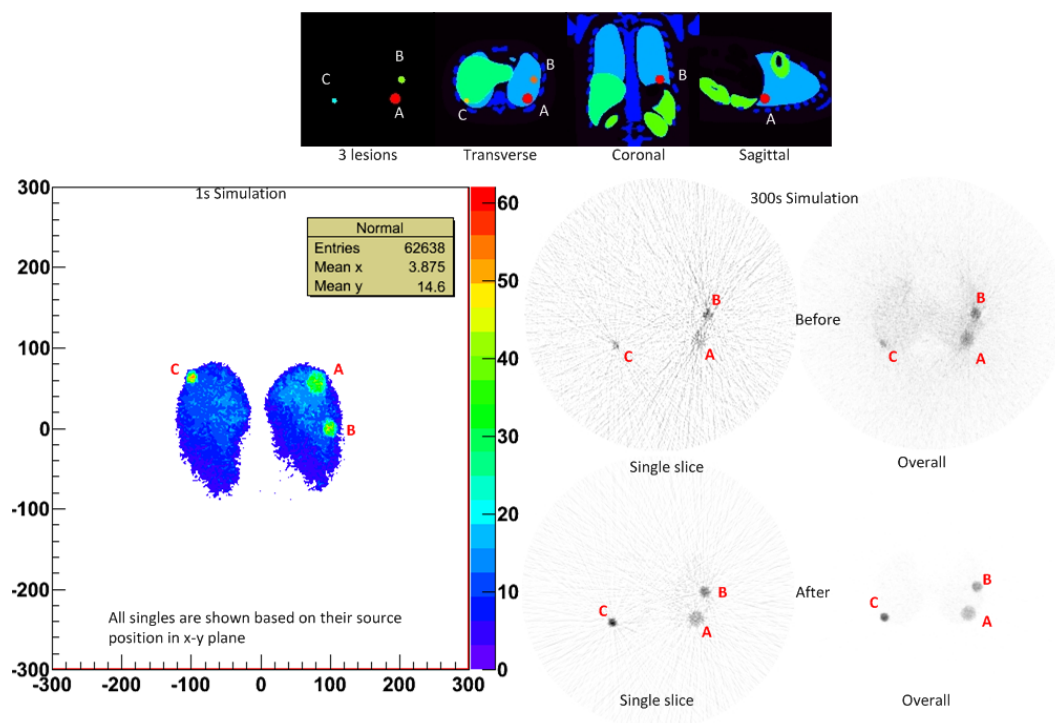 B
C
A
B
C
A
B
A
3 lesions
Transverse
Coronal
Sagittal
1s Simulation
300s Simulation
300
200
100
0
-100
-200
-300
-300
-200
-100
0
100
200
300
Normal
Entries 62638
Mean x 3.875
Mean y 14.6
60
50
40
30
20
10
0
C
A
B
All singles are shown based on their source
position in x-y plane
B
C
A
Single slice
Before
B
C
A
Overall
C
B
A
Single slice
After
C
B
A
Overall